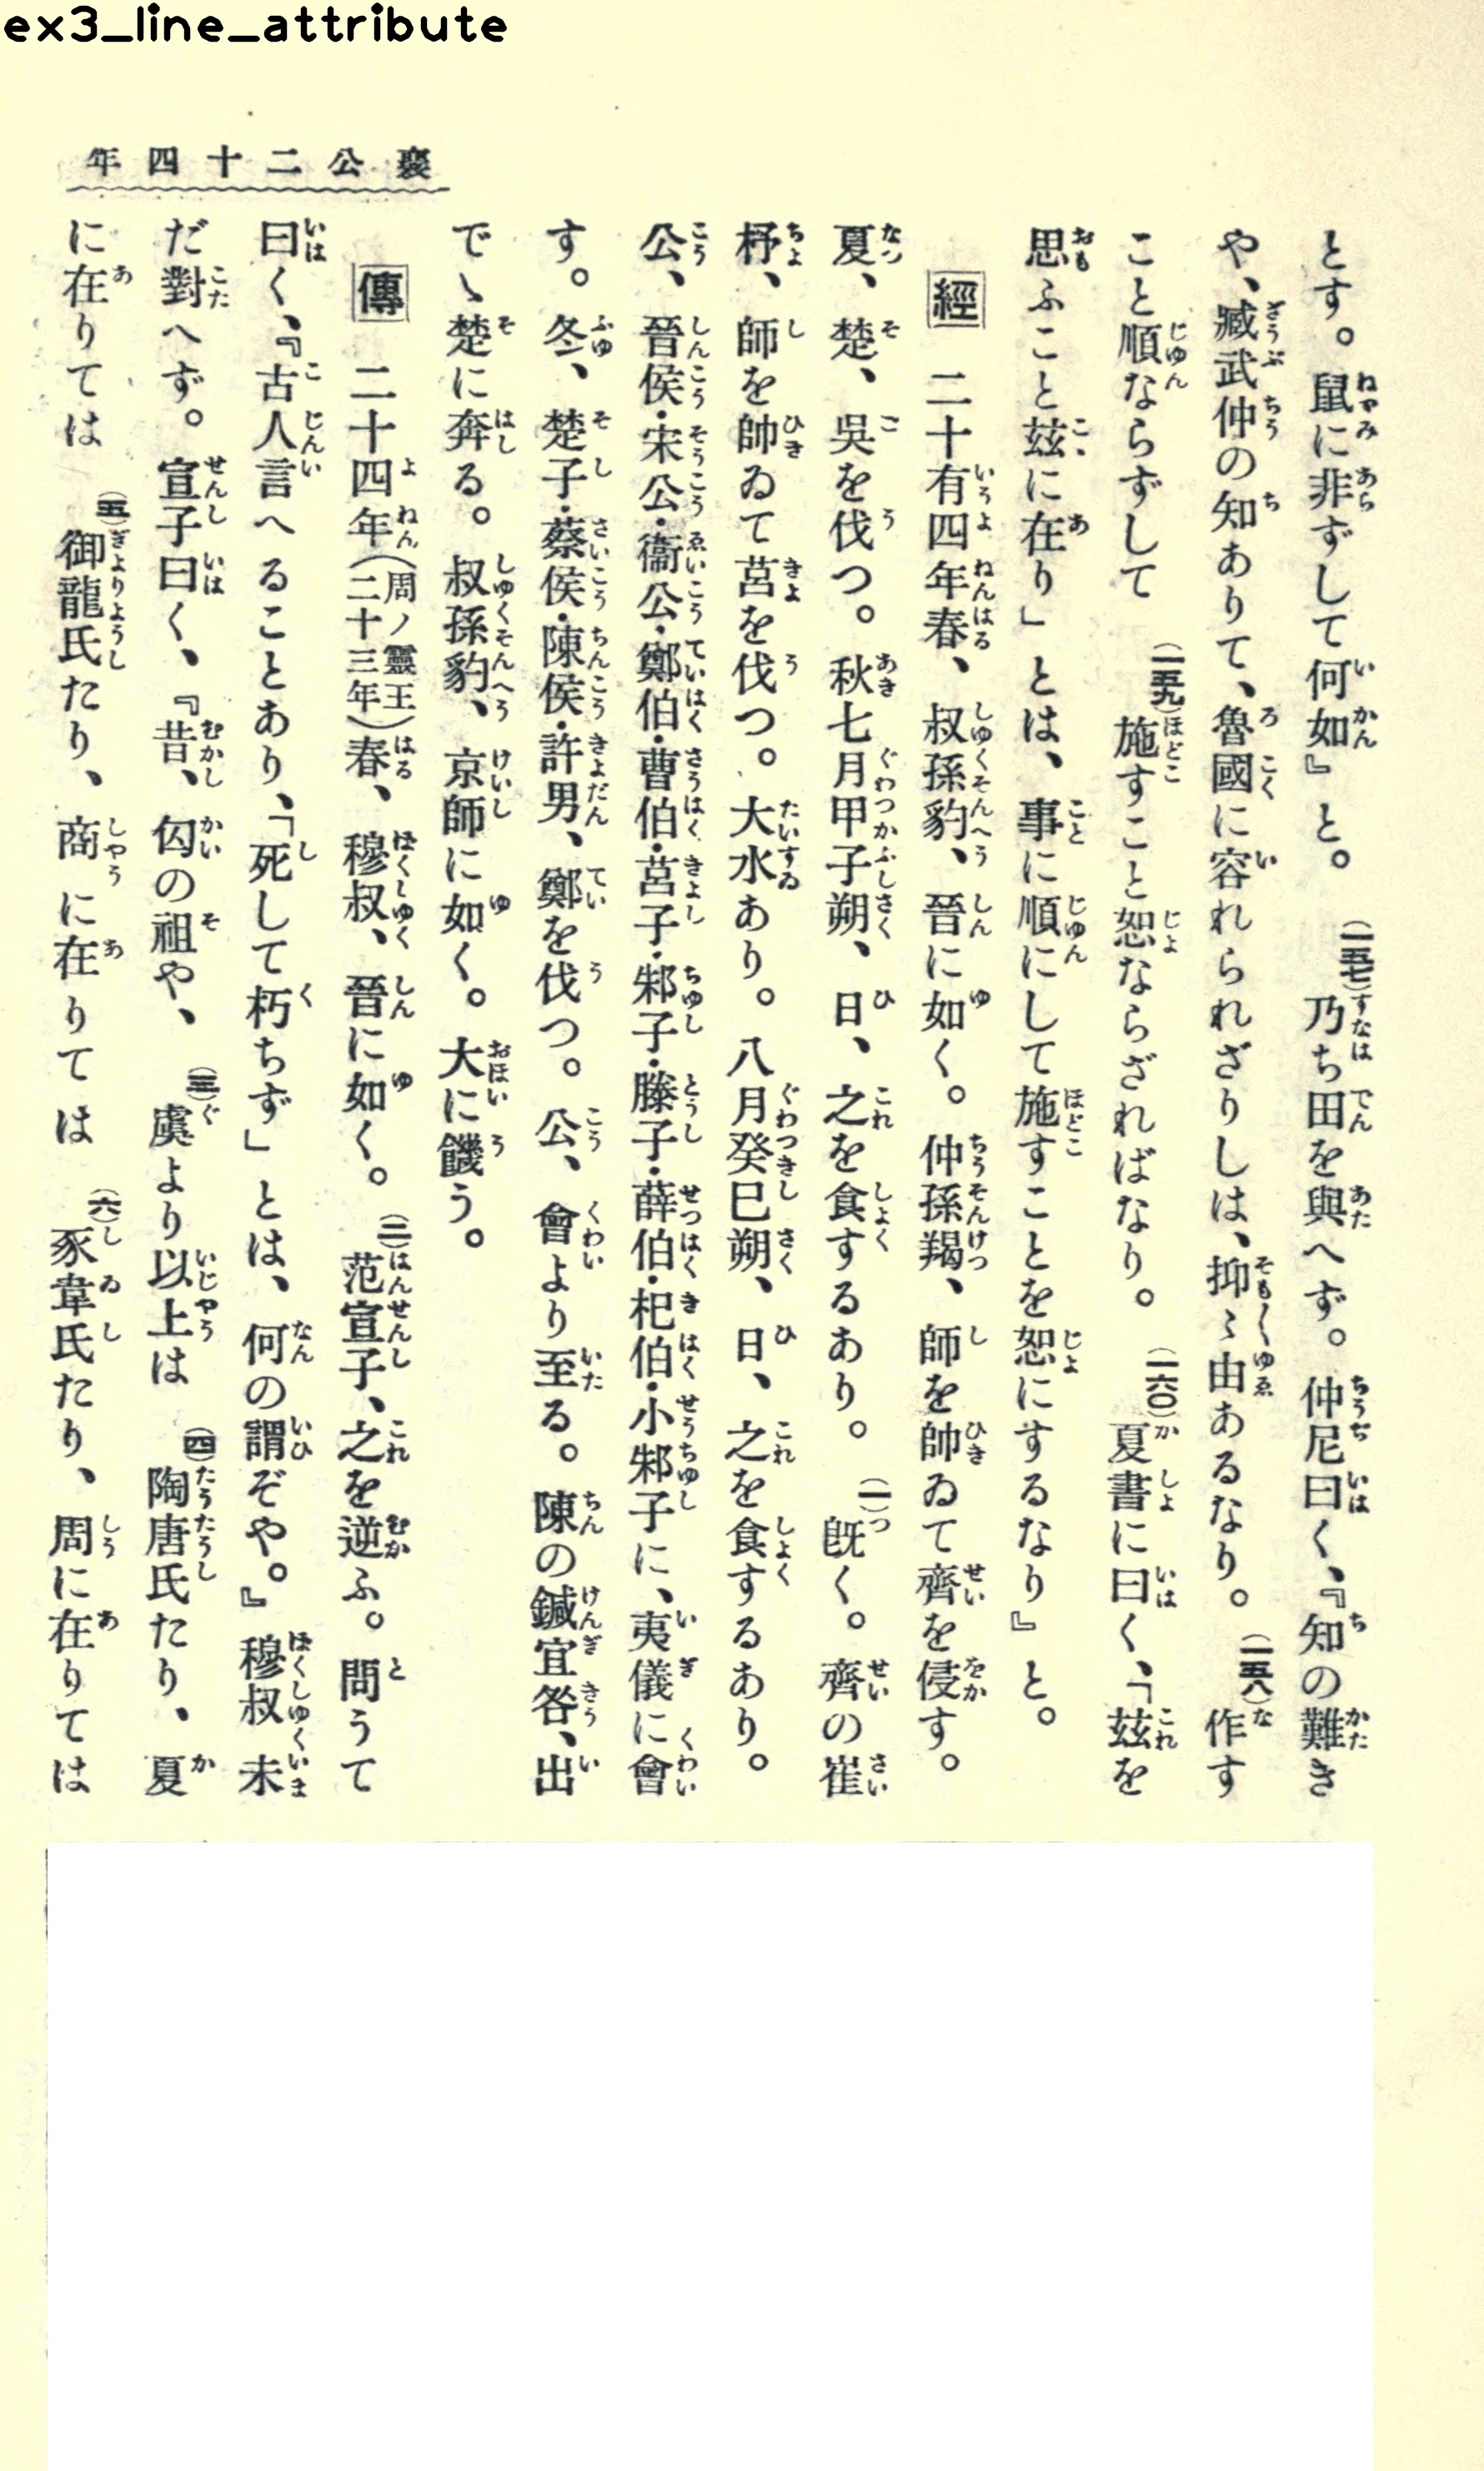 ex3_line_attribute
襄公二十四年
とす。鼠に非ずして何如』と。(一五七)乃ち田を與へず。仲尼曰く、『知の難き
や、臧武仲の知ありて、魯國に容れられざりしは、抑〻由あるなり。(一五八)作す
こと順ならずして(一五九)施すこと恕ならざればなり。(一六〇)夏書に曰く、「茲を
思ふこと茲に在り」とは、事に順にして施すことを恕にするなり』と。
經　二十有四年春、叔孫豹、晉に如く。仲孫羯、師を帥ゐて齊を侵す。
夏、楚、吳を伐つ。秋七月甲子朔、日、之を食するあり。(一)既く。齊の崔
杼、師を帥ゐて莒を伐つ。大水あり。八月癸巳朔、日、之を食するあり。
公、晉侯・宋公・衞公・鄭伯・曹伯・莒子・邾子・滕子・薛伯・杞伯・小邾子に、夷儀に會
す。冬、楚子・蔡侯・陳侯・許男、鄭を伐つ。公、會より至る。陳の鍼宜咎、出
でゝ楚に奔る。叔孫豹、京師に如く。大に饑う。
傳　二十四年(周ノ靈王二十三年)春、穆叔、晉に如く。(二)范宣子、之を逆ふ。問うて
曰く、『古人言へることあり、「死して朽ちず」とは、何の謂ぞや。』穆叔未
だ對へず。宣子曰く、『昔、匃の祖や、(三)虞より以上は(四)陶唐氏たり、夏
に在りては(五)御龍氏たり、商に在りては(六)豕韋氏たり、周に在りては